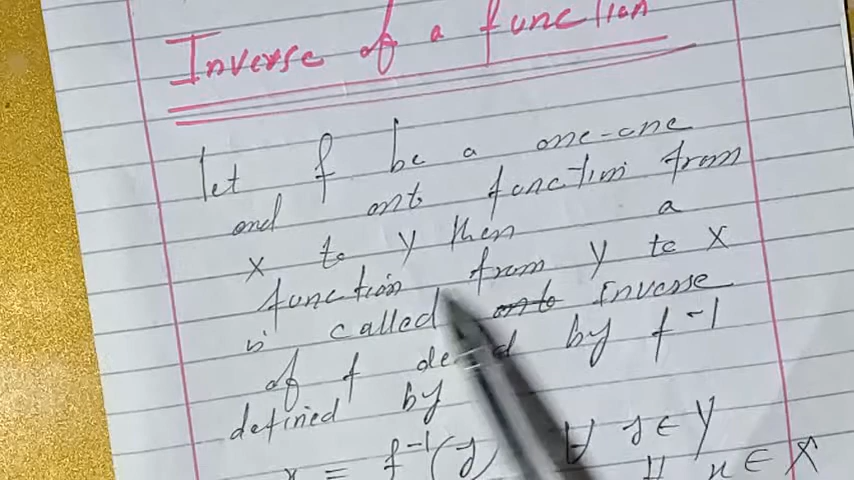 Inverse of a function
let f be a one-one
and onto function from
x to y then a
function from y to x
is called onto Inverse
of f by f⁻¹
defined by
x = f⁻¹(y) ∀ y ∈ Y
∀ x ∈ X